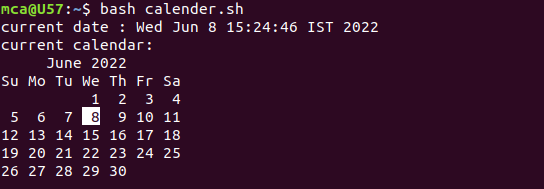 mca@U57:~$ bash calender.sh
current date : Wed Jun 8 15:24:46 IST 2022
current calendar:
     June 2022
Su Mo Tu We Th Fr Sa
          1  2  3  4
 5  6  7  8  9 10 11
12 13 14 15 16 17 18
19 20 21 22 23 24 25
26 27 28 29 30